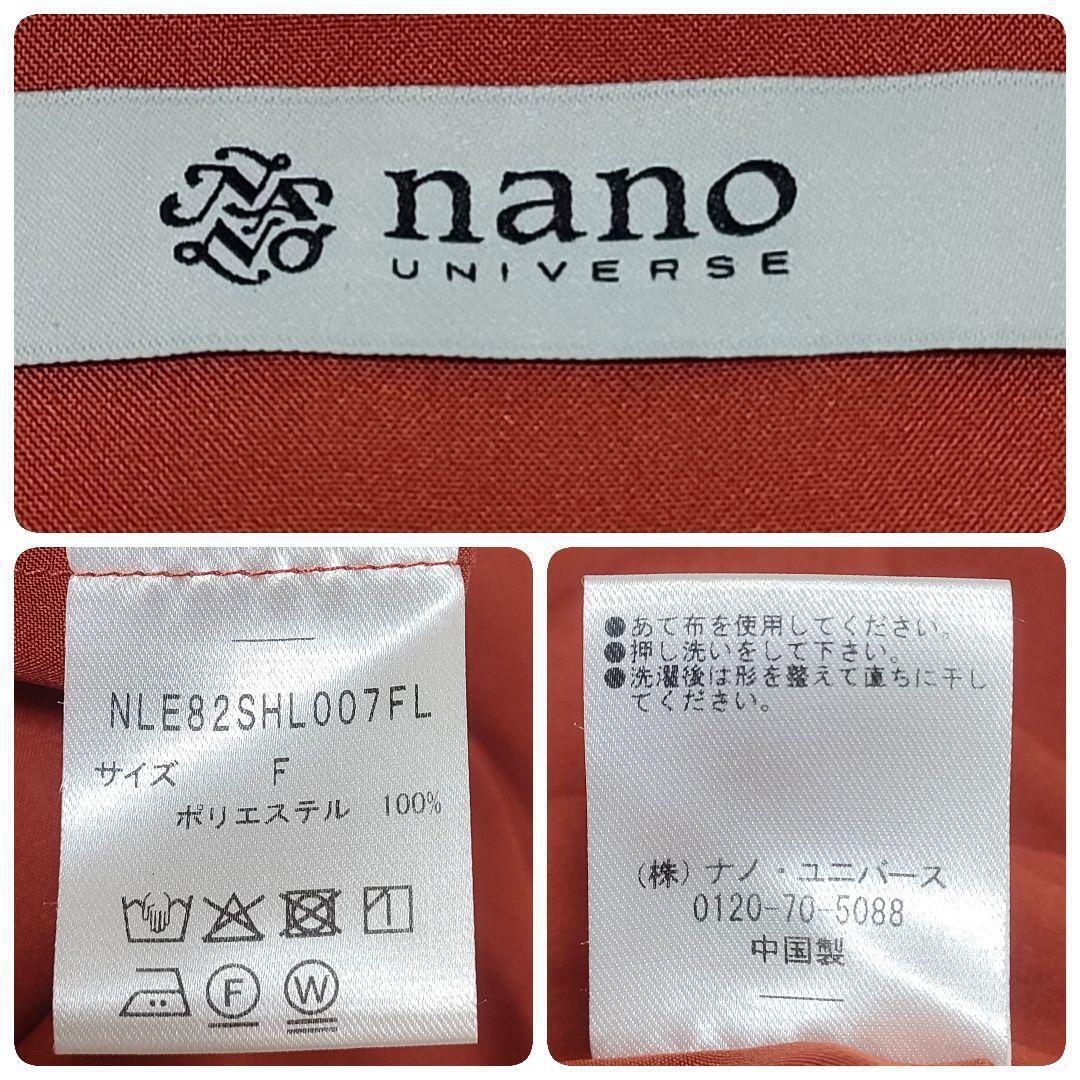 nano
UNIVERSE
NLE82SHL007FL
サイズ F
ポリエステル 100%
F W
●あて布を使用してください。
●押し洗いをして下さい。
●洗濯後は形を整えて直ちに干し
てください。
(株)ナノ・ユニバース
0120-70-5088
中国製